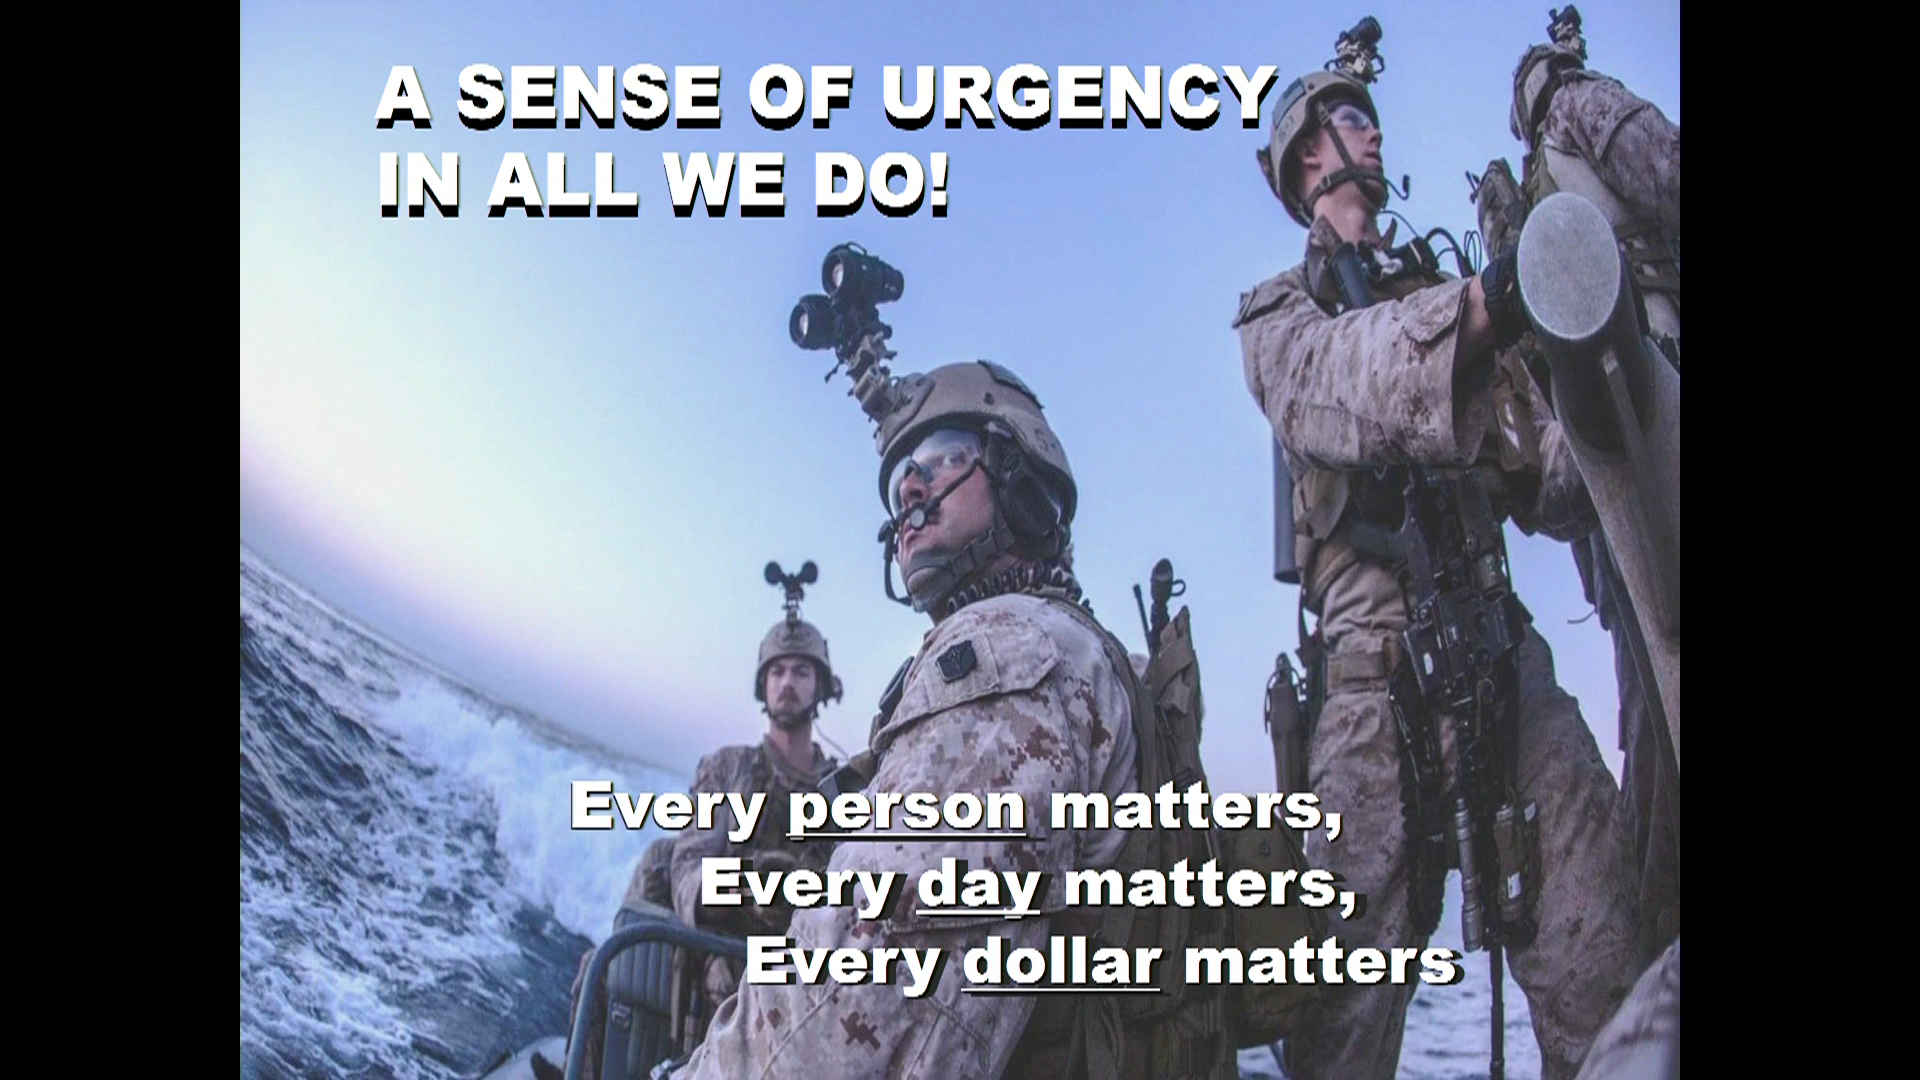 A SENSE OF URGENCY
IN ALL WE DO!
Every person matters,
Every day matters,
Every dollar matters